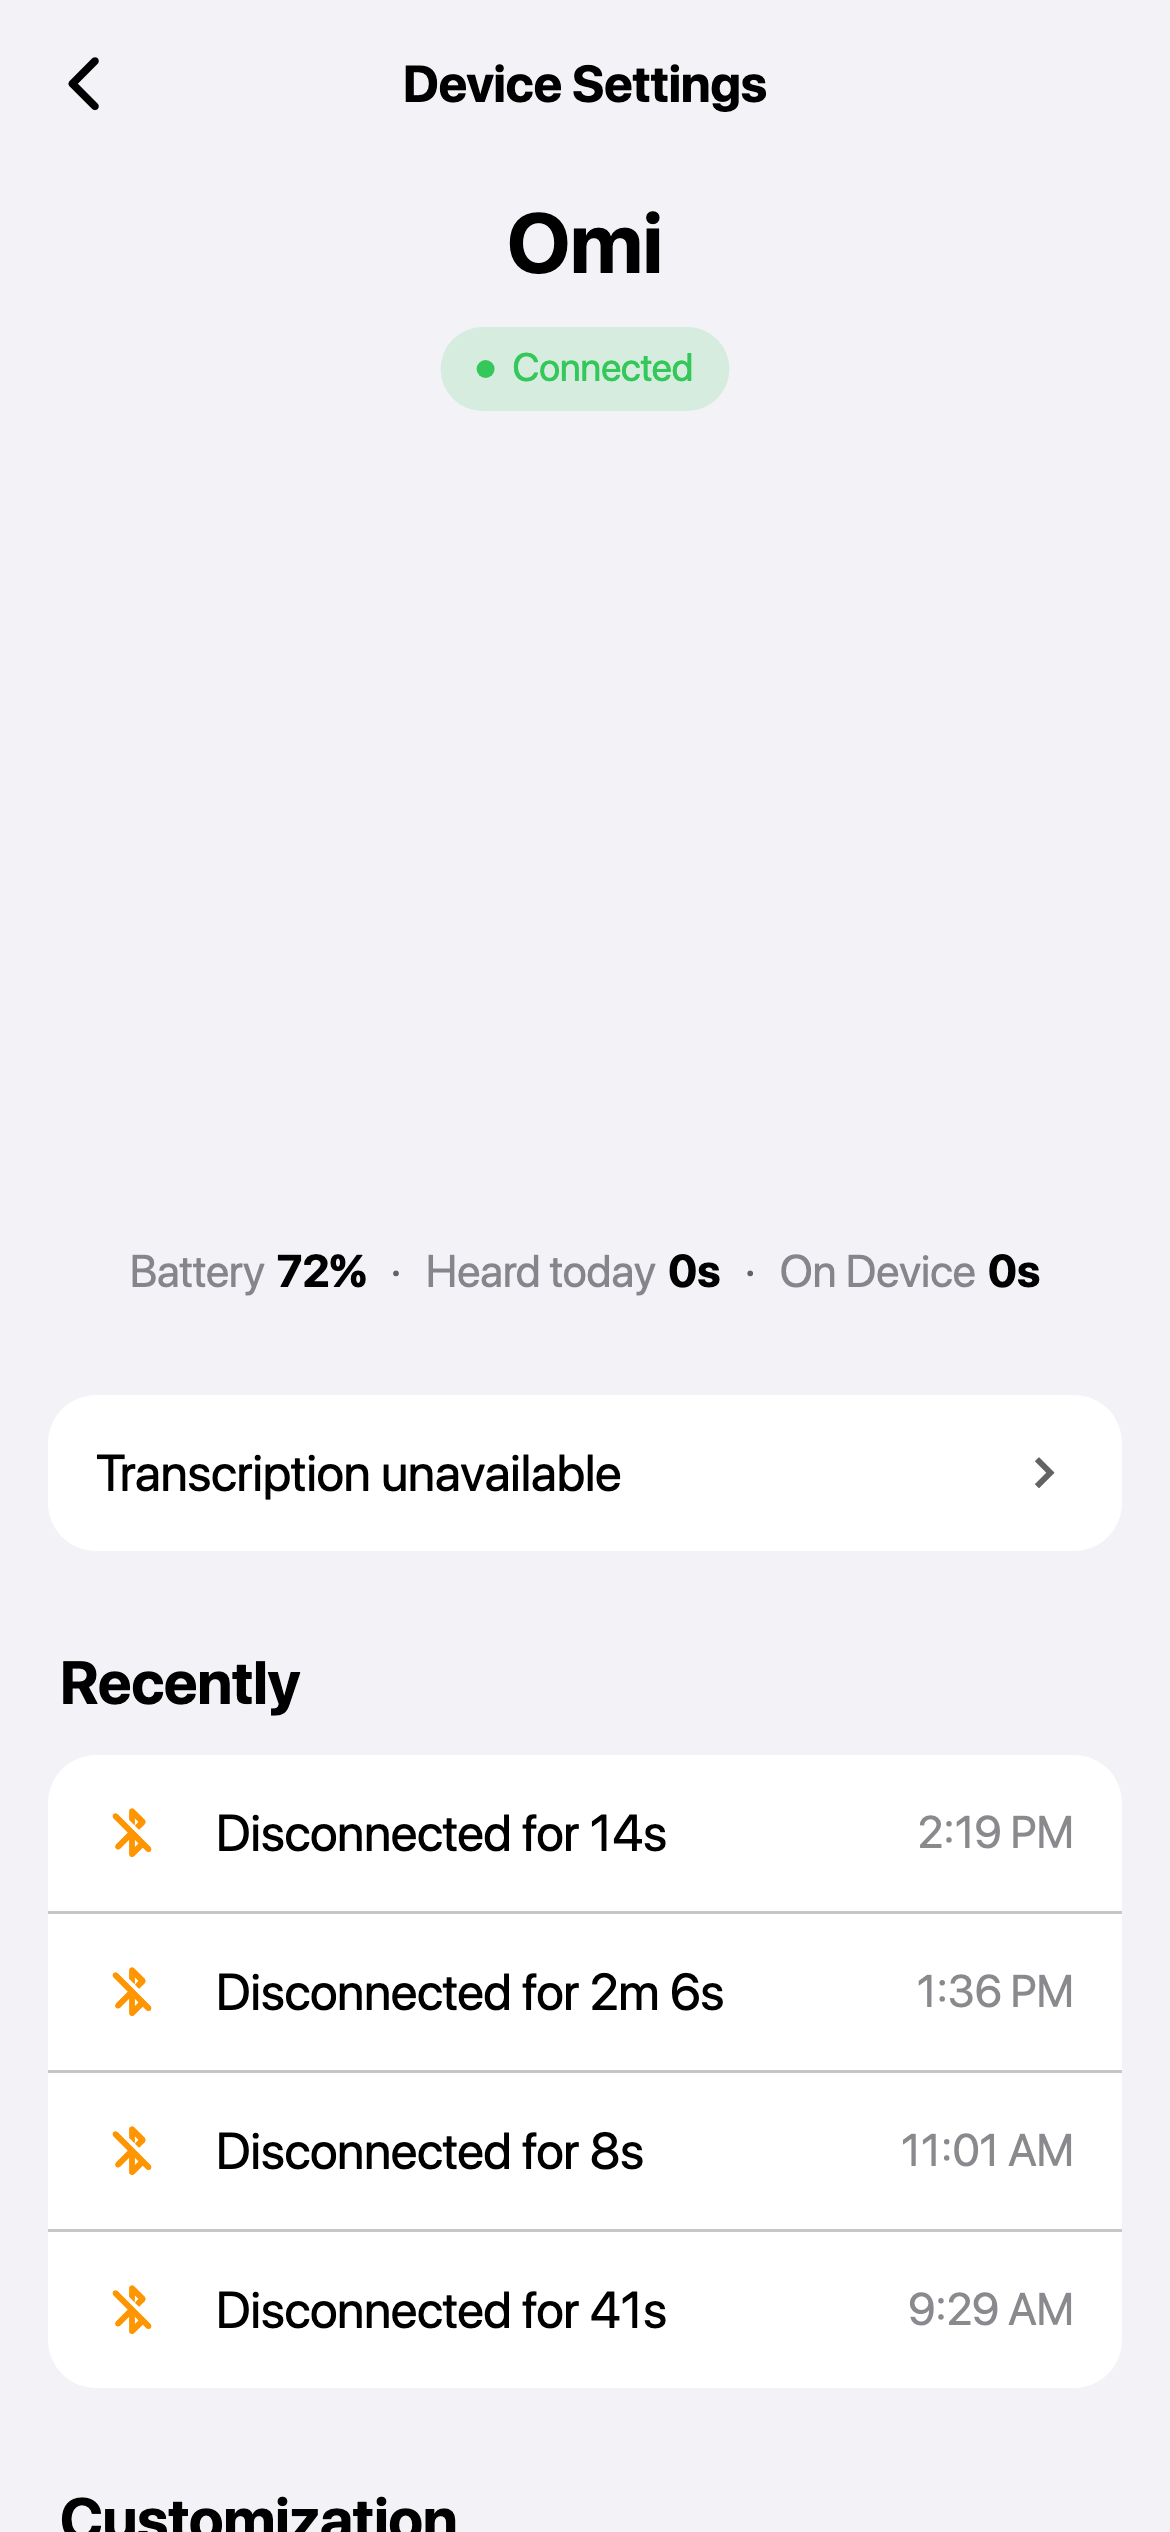 Device Settings
Omi
Connected
Battery 72% · Heard today 0s · On Device 0s
Transcription unavailable
Recently
Disconnected for 14s 2:19 PM
Disconnected for 2m 6s 1:36 PM
Disconnected for 8s 11:01 AM
Disconnected for 41s 9:29 AM
Customization